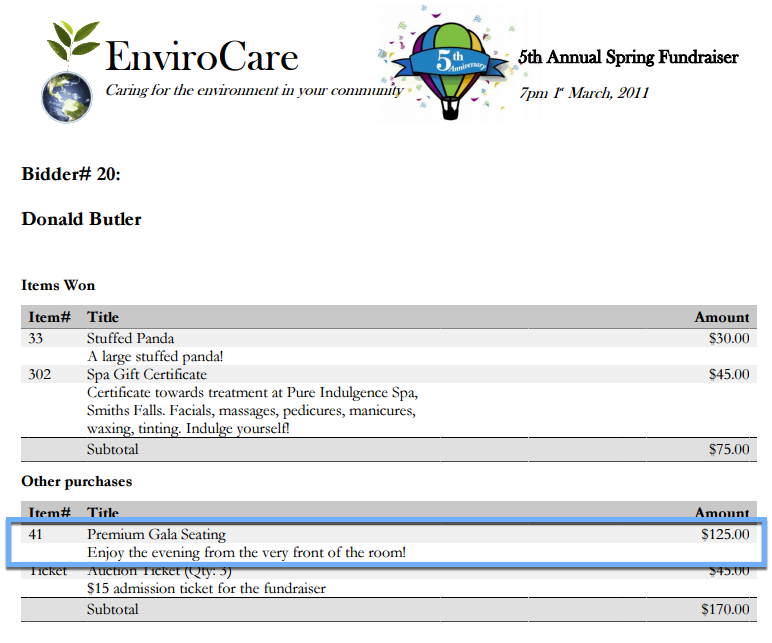 EnviroCare
Caring for the environment in your community
5th
Anniversary
5th Annual Spring Fundraiser
7pm 1st March, 2011
Bidder# 20:
Donald Butler
Items Won
Item# Title Amount
33 Stuffed Panda $30.00
A large stuffed panda!
302 Spa Gift Certificate $45.00
Certificate towards treatment at Pure Indulgence Spa,
Smiths Falls. Facials, massages, pedicures, manicures,
waxing, tinting. Indulge yourself!
Subtotal $75.00
Other purchases
Item# Title Amount
41 Premium Gala Seating $125.00
Enjoy the evening from the very front of the room!
Ticket Auction Ticket (Qty: 3) $45.00
$15 admission ticket for the fundraiser
Subtotal $170.00